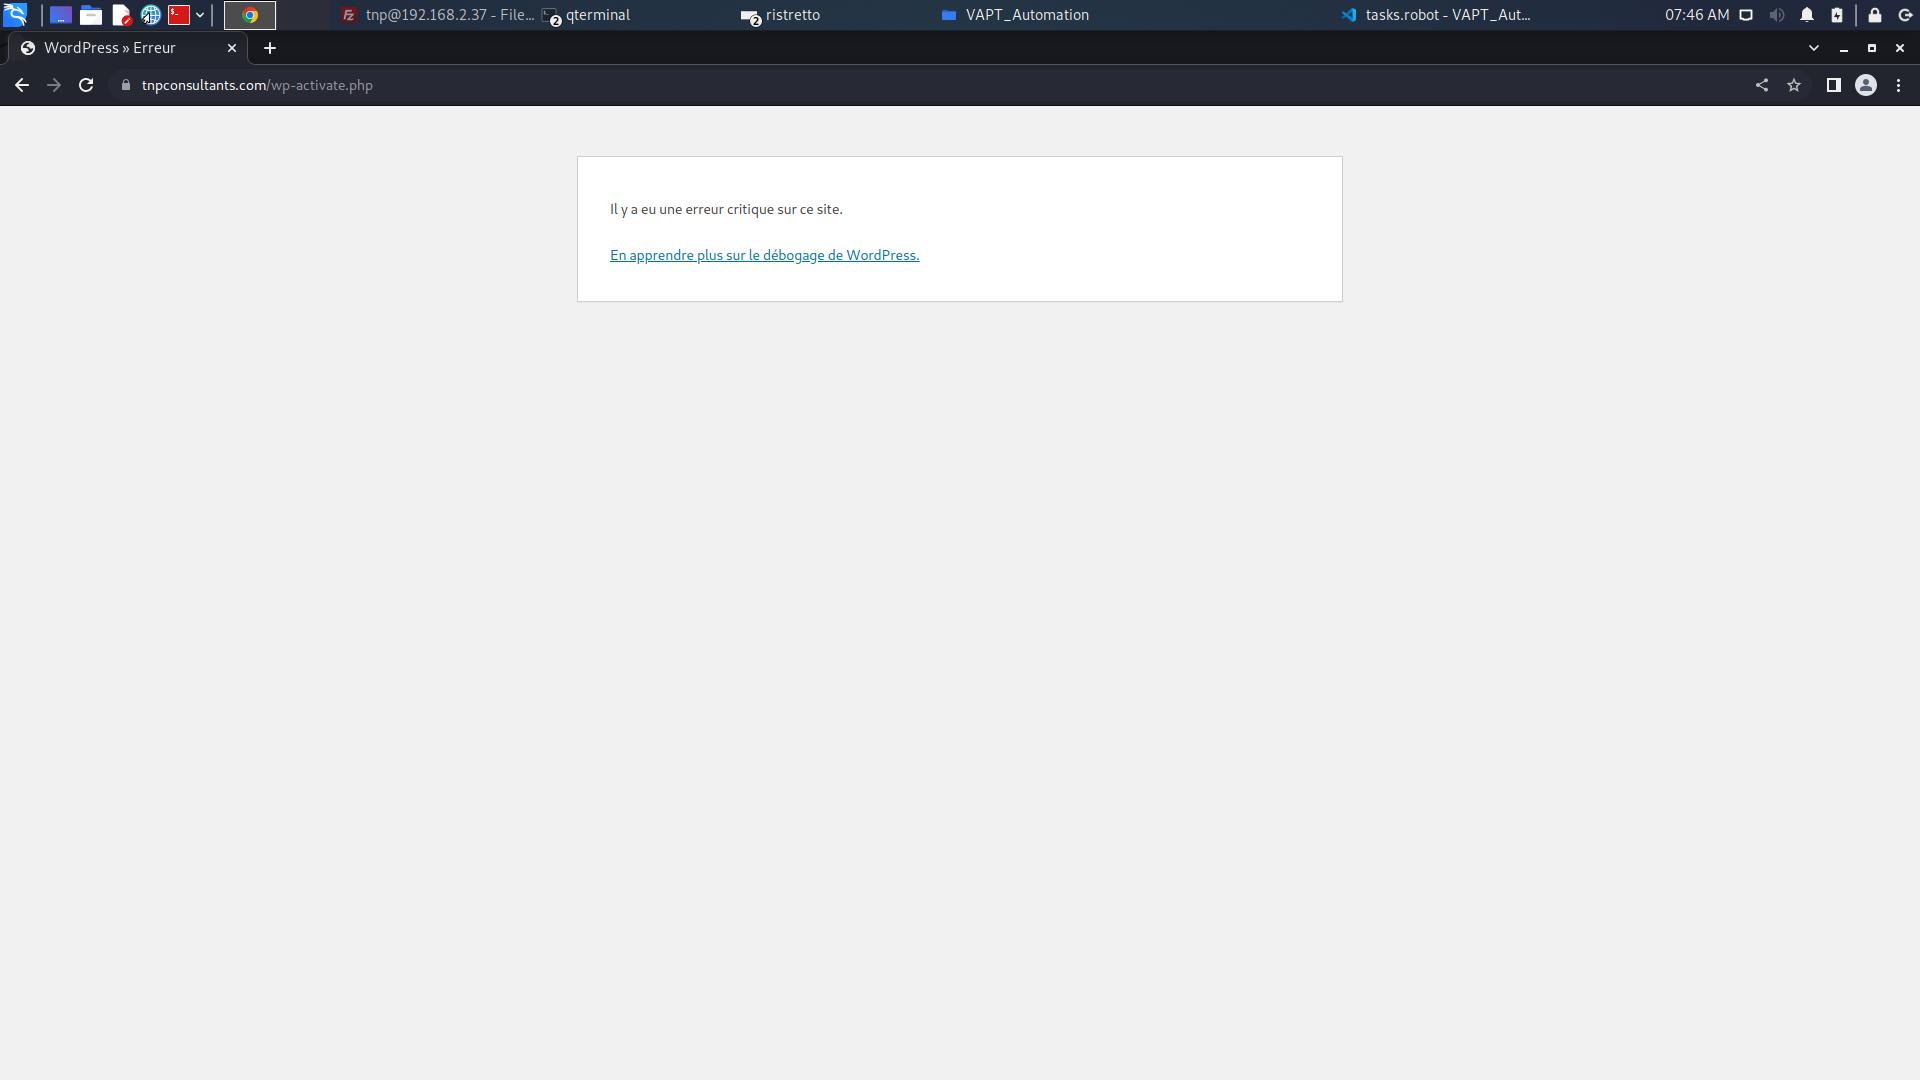 tnp@192.168.2.37 - File...
2
qterminal
2
ristretto
VAPT_Automation
tasks.robot - VAPT_Aut...
07:46 AM
WordPress » Erreur
tnpconsultants.com/wp-activate.php
Il y a eu une erreur critique sur ce site.
En apprendre plus sur le débogage de WordPress.